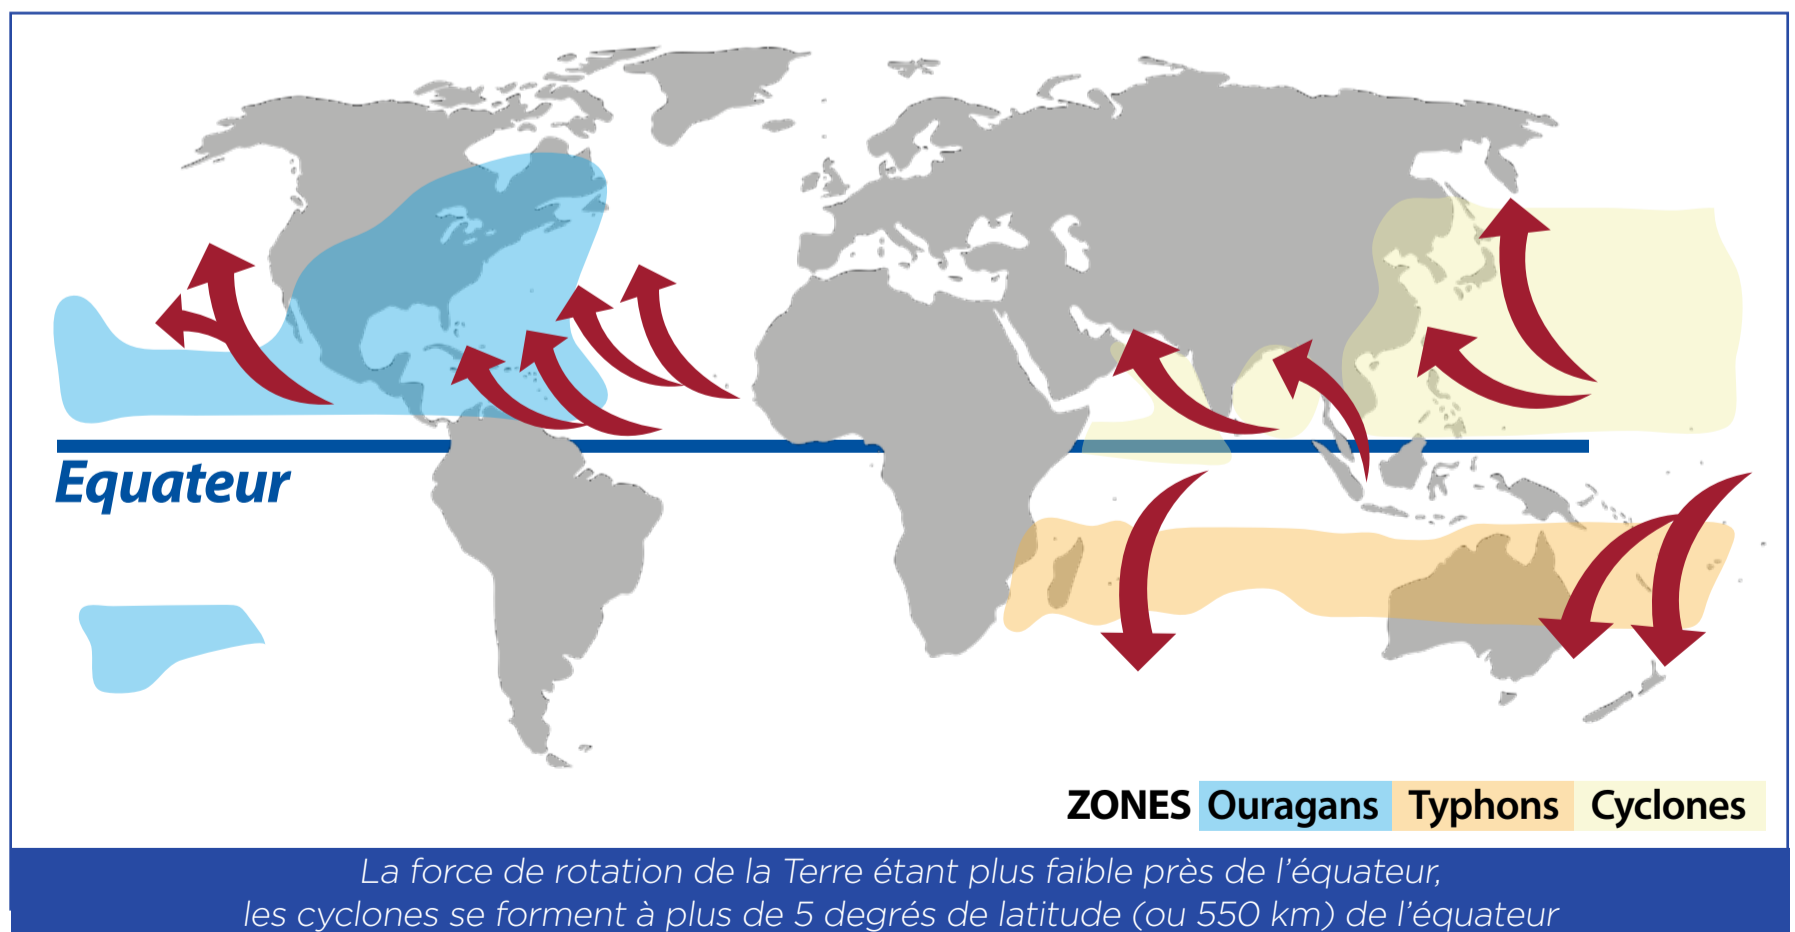 Equateur
ZONES Ouragans Typhons Cyclones
La force de rotation de la Terre étant plus faible près de l’équateur,
les cyclones se forment à plus de 5 degrés de latitude (ou 550 km) de l’équateur